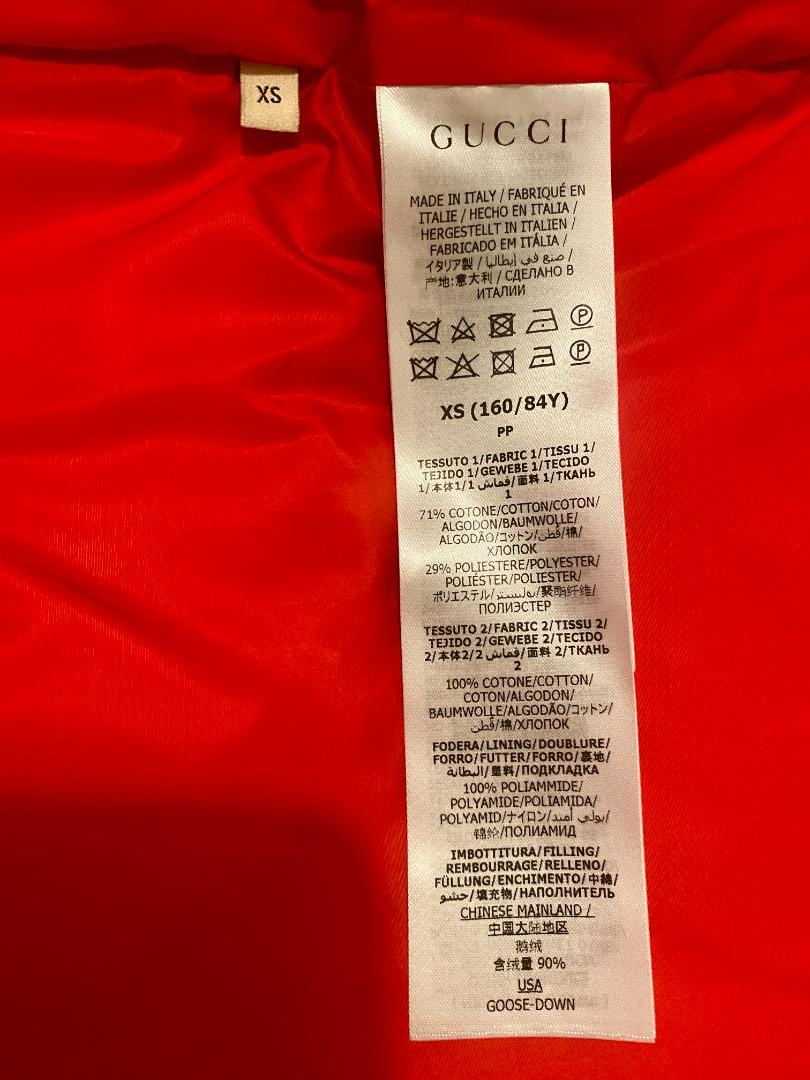 XS
GUCCI
MADE IN ITALY / FABRIQUÉ EN
ITALIE / HECHO EN ITALIA /
HERGESTELLT IN ITALIEN /
FABRICADO EM ITÁLIA /
イタリア製 / صنع في إيطاليا /
产地:意大利 / СДЕЛАНО В
ИТАЛИИ
P
P
XS (160/84Y)
PP
TESSUTO 1/FABRIC 1/TISSU 1/
TEJIDO 1/GEWEBE 1/TECIDO
1/本体1/1 قماش/面料 1/ТКАНЬ
1
71% COTONE/COTTON/COTON/
ALGODON/BAUMWOLLE/
ALGODÃO/コットン/قُطن/棉/
ХЛОПОК
29% POLIESTERE/POLYESTER/
POLIÉSTER/POLIESTER/
ポリエステル/بوليستر/聚酯纤维/
ПОЛИЭСТЕР
TESSUTO 2/FABRIC 2/TISSU 2/
TEJIDO 2/GEWEBE 2/TECIDO
2/本体2/2 قماش/面料 2/ТКАНЬ
2
100% COTONE/COTTON/
COTON/ALGODON/
BAUMWOLLE/ALGODÃO/コットン/
قُطن/棉/ХЛОПОК
FODERA/LINING/DOUBLURE/
FORRO/FUTTER/FORRO/裏地/
البطانة/里料/ПОДКЛАДКА
100% POLIAMMIDE/
POLYAMIDE/POLIAMIDA/
POLYAMID/ナイロン/بولي أميد/
锦纶/ПОЛИАМИД
IMBOTTITURA/FILLING/
REMBOURRAGE/RELLENO/
FÜLLUNG/ENCHIMENTO/中綿/
حشو/填充物/НАПОЛНИТЕЛЬ
CHINESE MAINLAND /
中国大陆地区
鹅绒
含绒量 90%
USA
GOOSE-DOWN